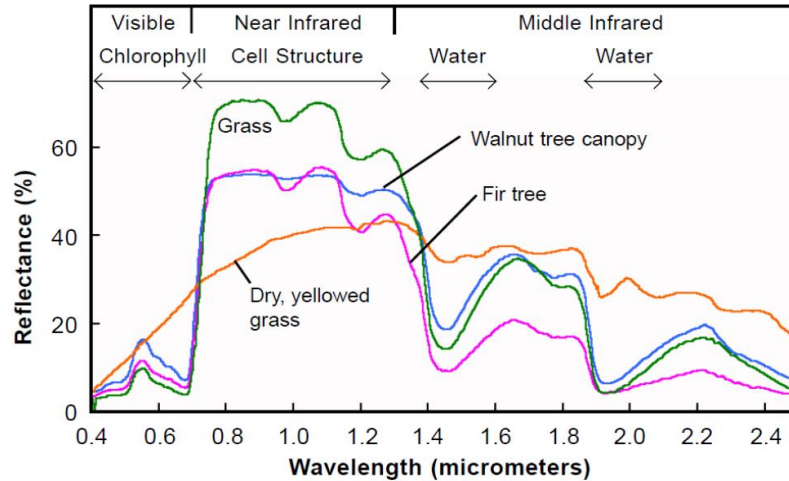 Visible Near Infrared Middle Infrared
Chlorophyll Cell Structure Water Water
Grass
Walnut tree canopy
Fir tree
Dry, yellowed
grass
Reflectance (%)
60
40
20
0
0.4 0.6 0.8 1.0 1.2 1.4 1.6 1.8 2.0 2.2 2.4
Wavelength (micrometers)